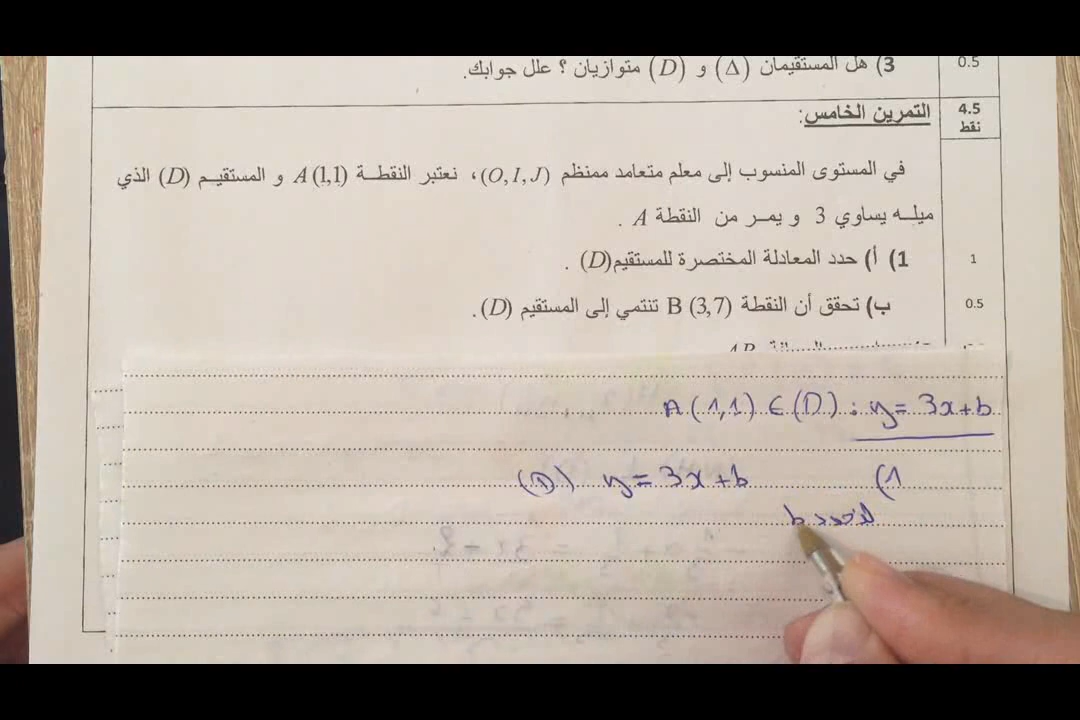 3) هل المستقيمان (Δ) و (D) متوازيان ؟ علل جوابك.
0.5
التمرين الخامس:
4.5
نقط
في المستوى المنسوب إلى معلم متعامد ممنظم (O, I, J)، نعتبر النقطة A(1,1) و المستقيم (D) الذي
ميله يساوي 3 و يمر من النقطة A .
1) أ) حدد المعادلة المختصرة للمستقيم(D) .
1
ب) تحقق أن النقطة B (3,7) تنتمي إلى المستقيم (D).
0.5
A(1,1) ∈ (D) : y = 3x+b
1) (D) y = 3x+b
لنحدد b